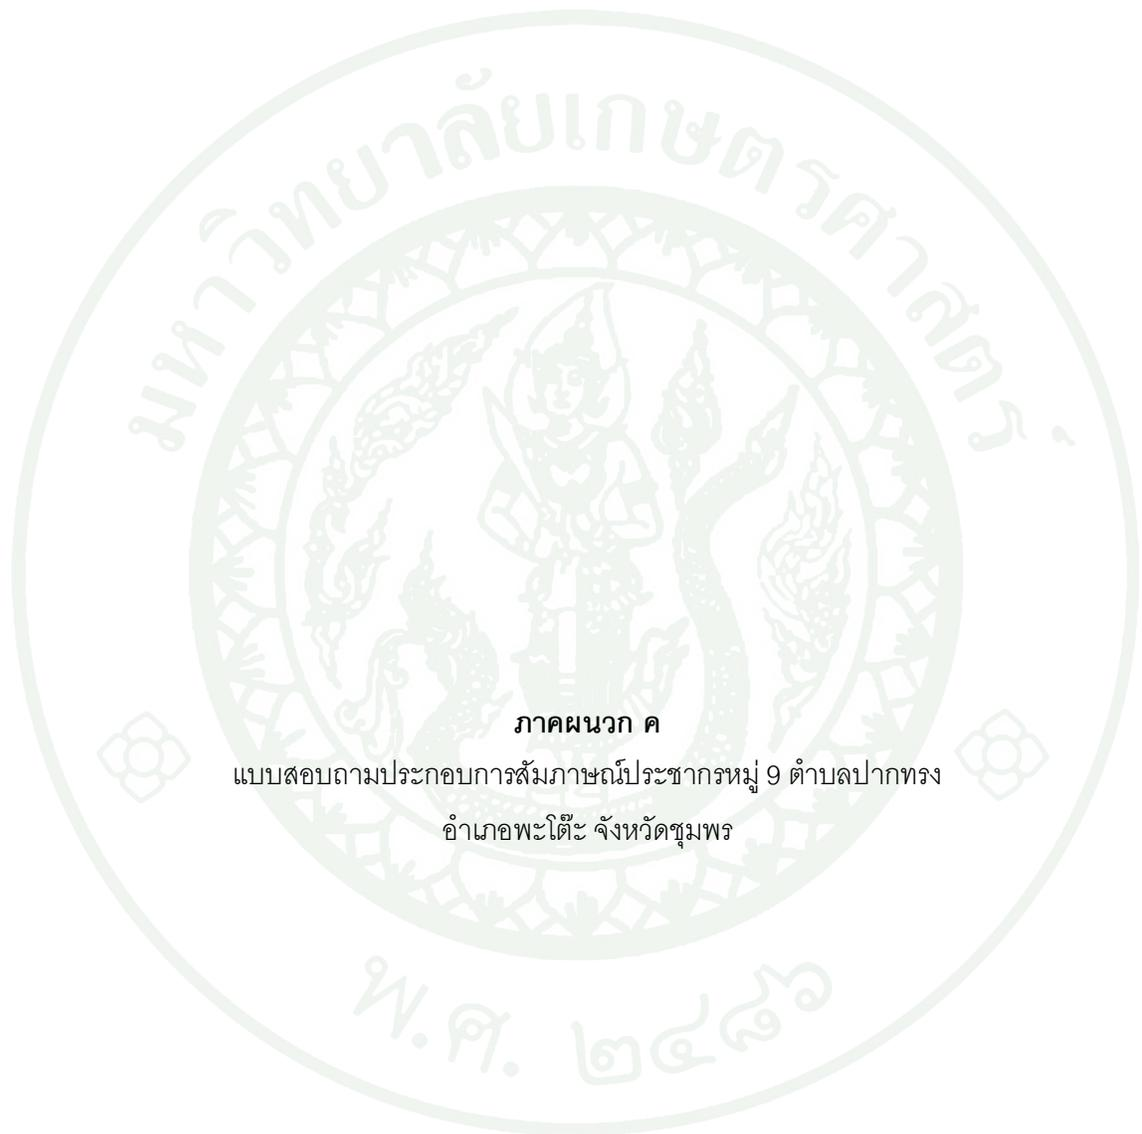 มหาวิทยาลัยเกษตรศาสตร์
ภาคผนวก ค
แบบสอบถามประกอบการสัมภาษณ์ประชากรหมู่ 9 ตำบลปากทรง
อำเภอพะโต๊ะ จังหวัดชุมพร
พ.ศ. ๒๔๘๖